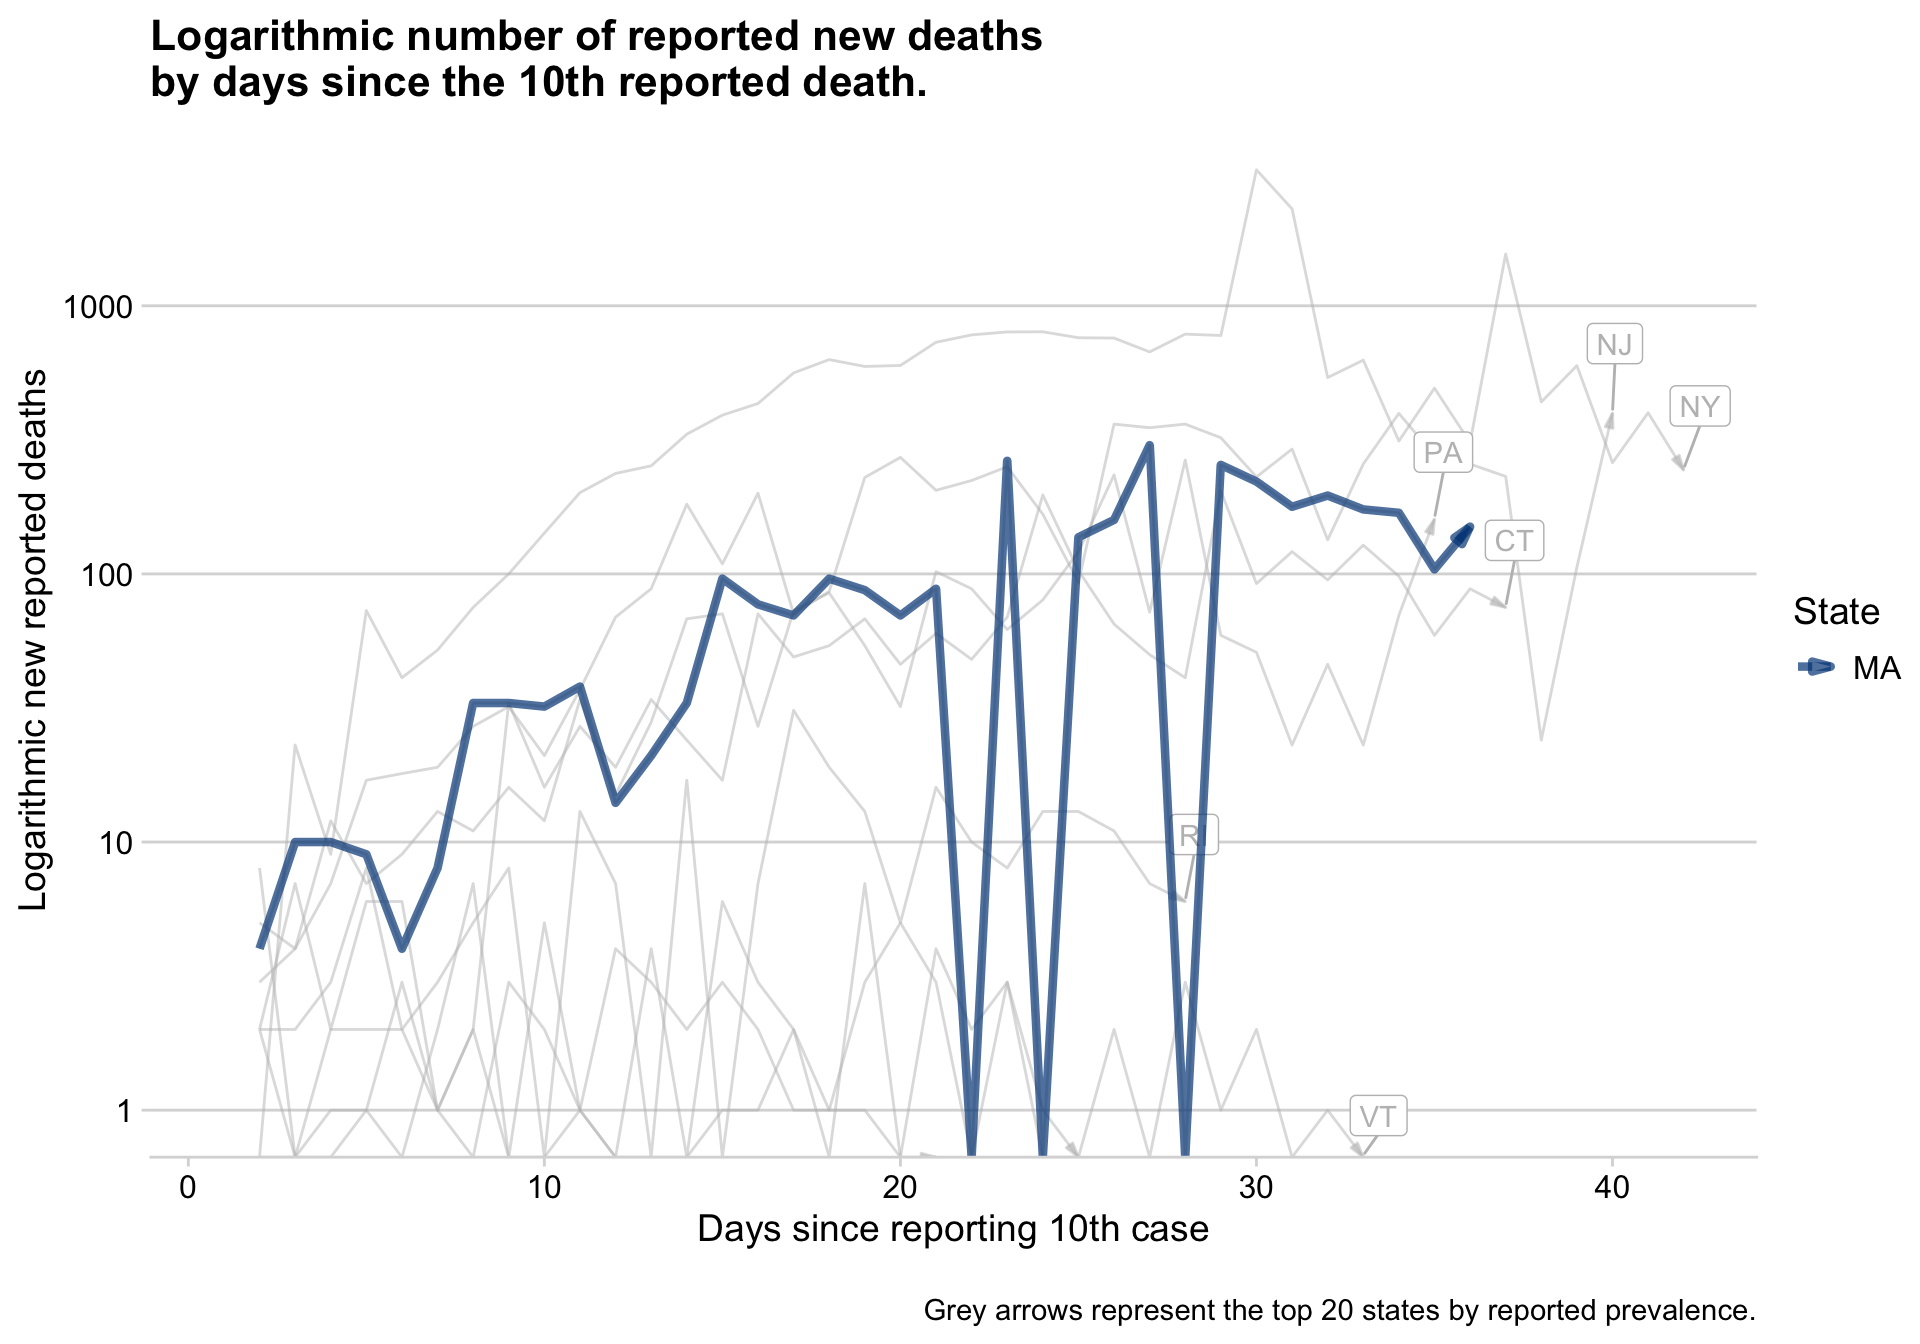 Logarithmic number of reported new deaths
by days since the 10th reported death.
Logarithmic new reported deaths
1000
100
10
1
NJ
NY
PA
CT
RI
VT
State
MA
0
10
20
30
40
Days since reporting 10th case
Grey arrows represent the top 20 states by reported prevalence.